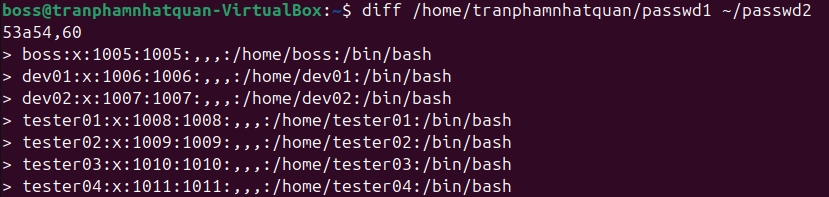 boss@tranphamnhatquan-VirtualBox:~$ diff /home/tranphamnhatquan/passwd1 ~/passwd2
53a54,60
> boss:x:1005:1005:,,,:/home/boss:/bin/bash
> dev01:x:1006:1006:,,,:/home/dev01:/bin/bash
> dev02:x:1007:1007:,,,:/home/dev02:/bin/bash
> tester01:x:1008:1008:,,,:/home/tester01:/bin/bash
> tester02:x:1009:1009:,,,:/home/tester02:/bin/bash
> tester03:x:1010:1010:,,,:/home/tester03:/bin/bash
> tester04:x:1011:1011:,,,:/home/tester04:/bin/bash